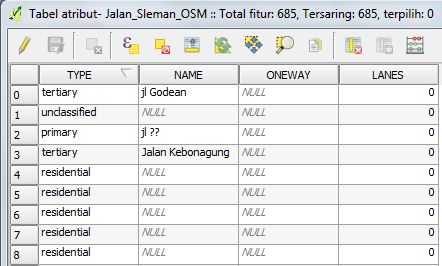 Tabel atribut- Jalan_Sleman_OSM :: Total fitur: 685, Tersaring: 685, terpilih: 0
TYPE NAME ONEWAY LANES
0 tertiary jl Godean NULL 0
1 unclassified NULL NULL 0
2 primary jl ?? NULL 0
3 tertiary Jalan Kebonagung NULL 0
4 residential NULL NULL 0
5 residential NULL NULL 0
6 residential NULL NULL 0
7 residential NULL NULL 0
8 residential NULL NULL 0